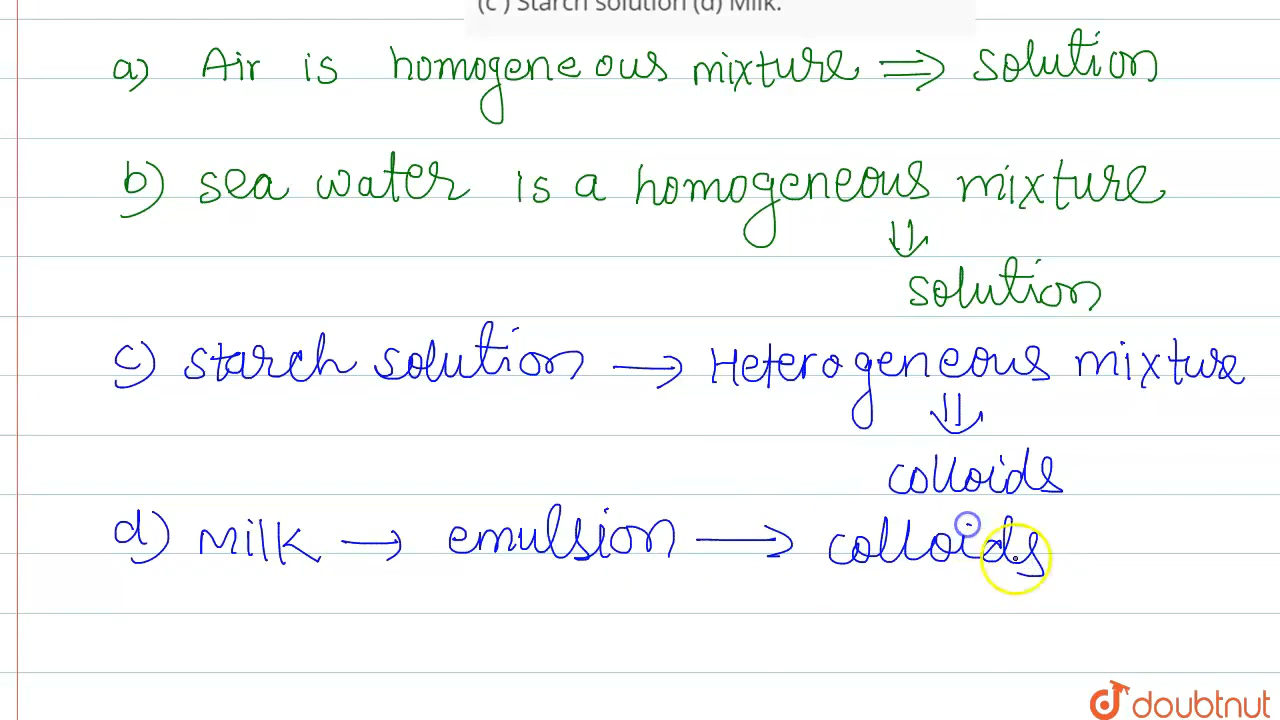 (c ) Starch solution (d) Milk.
a) Air is homogeneous mixture ⇒ solution
b) sea water is a homogeneous mixture
⇓
solution
c) starch solution → Heterogeneous mixture
⇓
colloids
d) Milk → emulsion → colloids
doubtnut